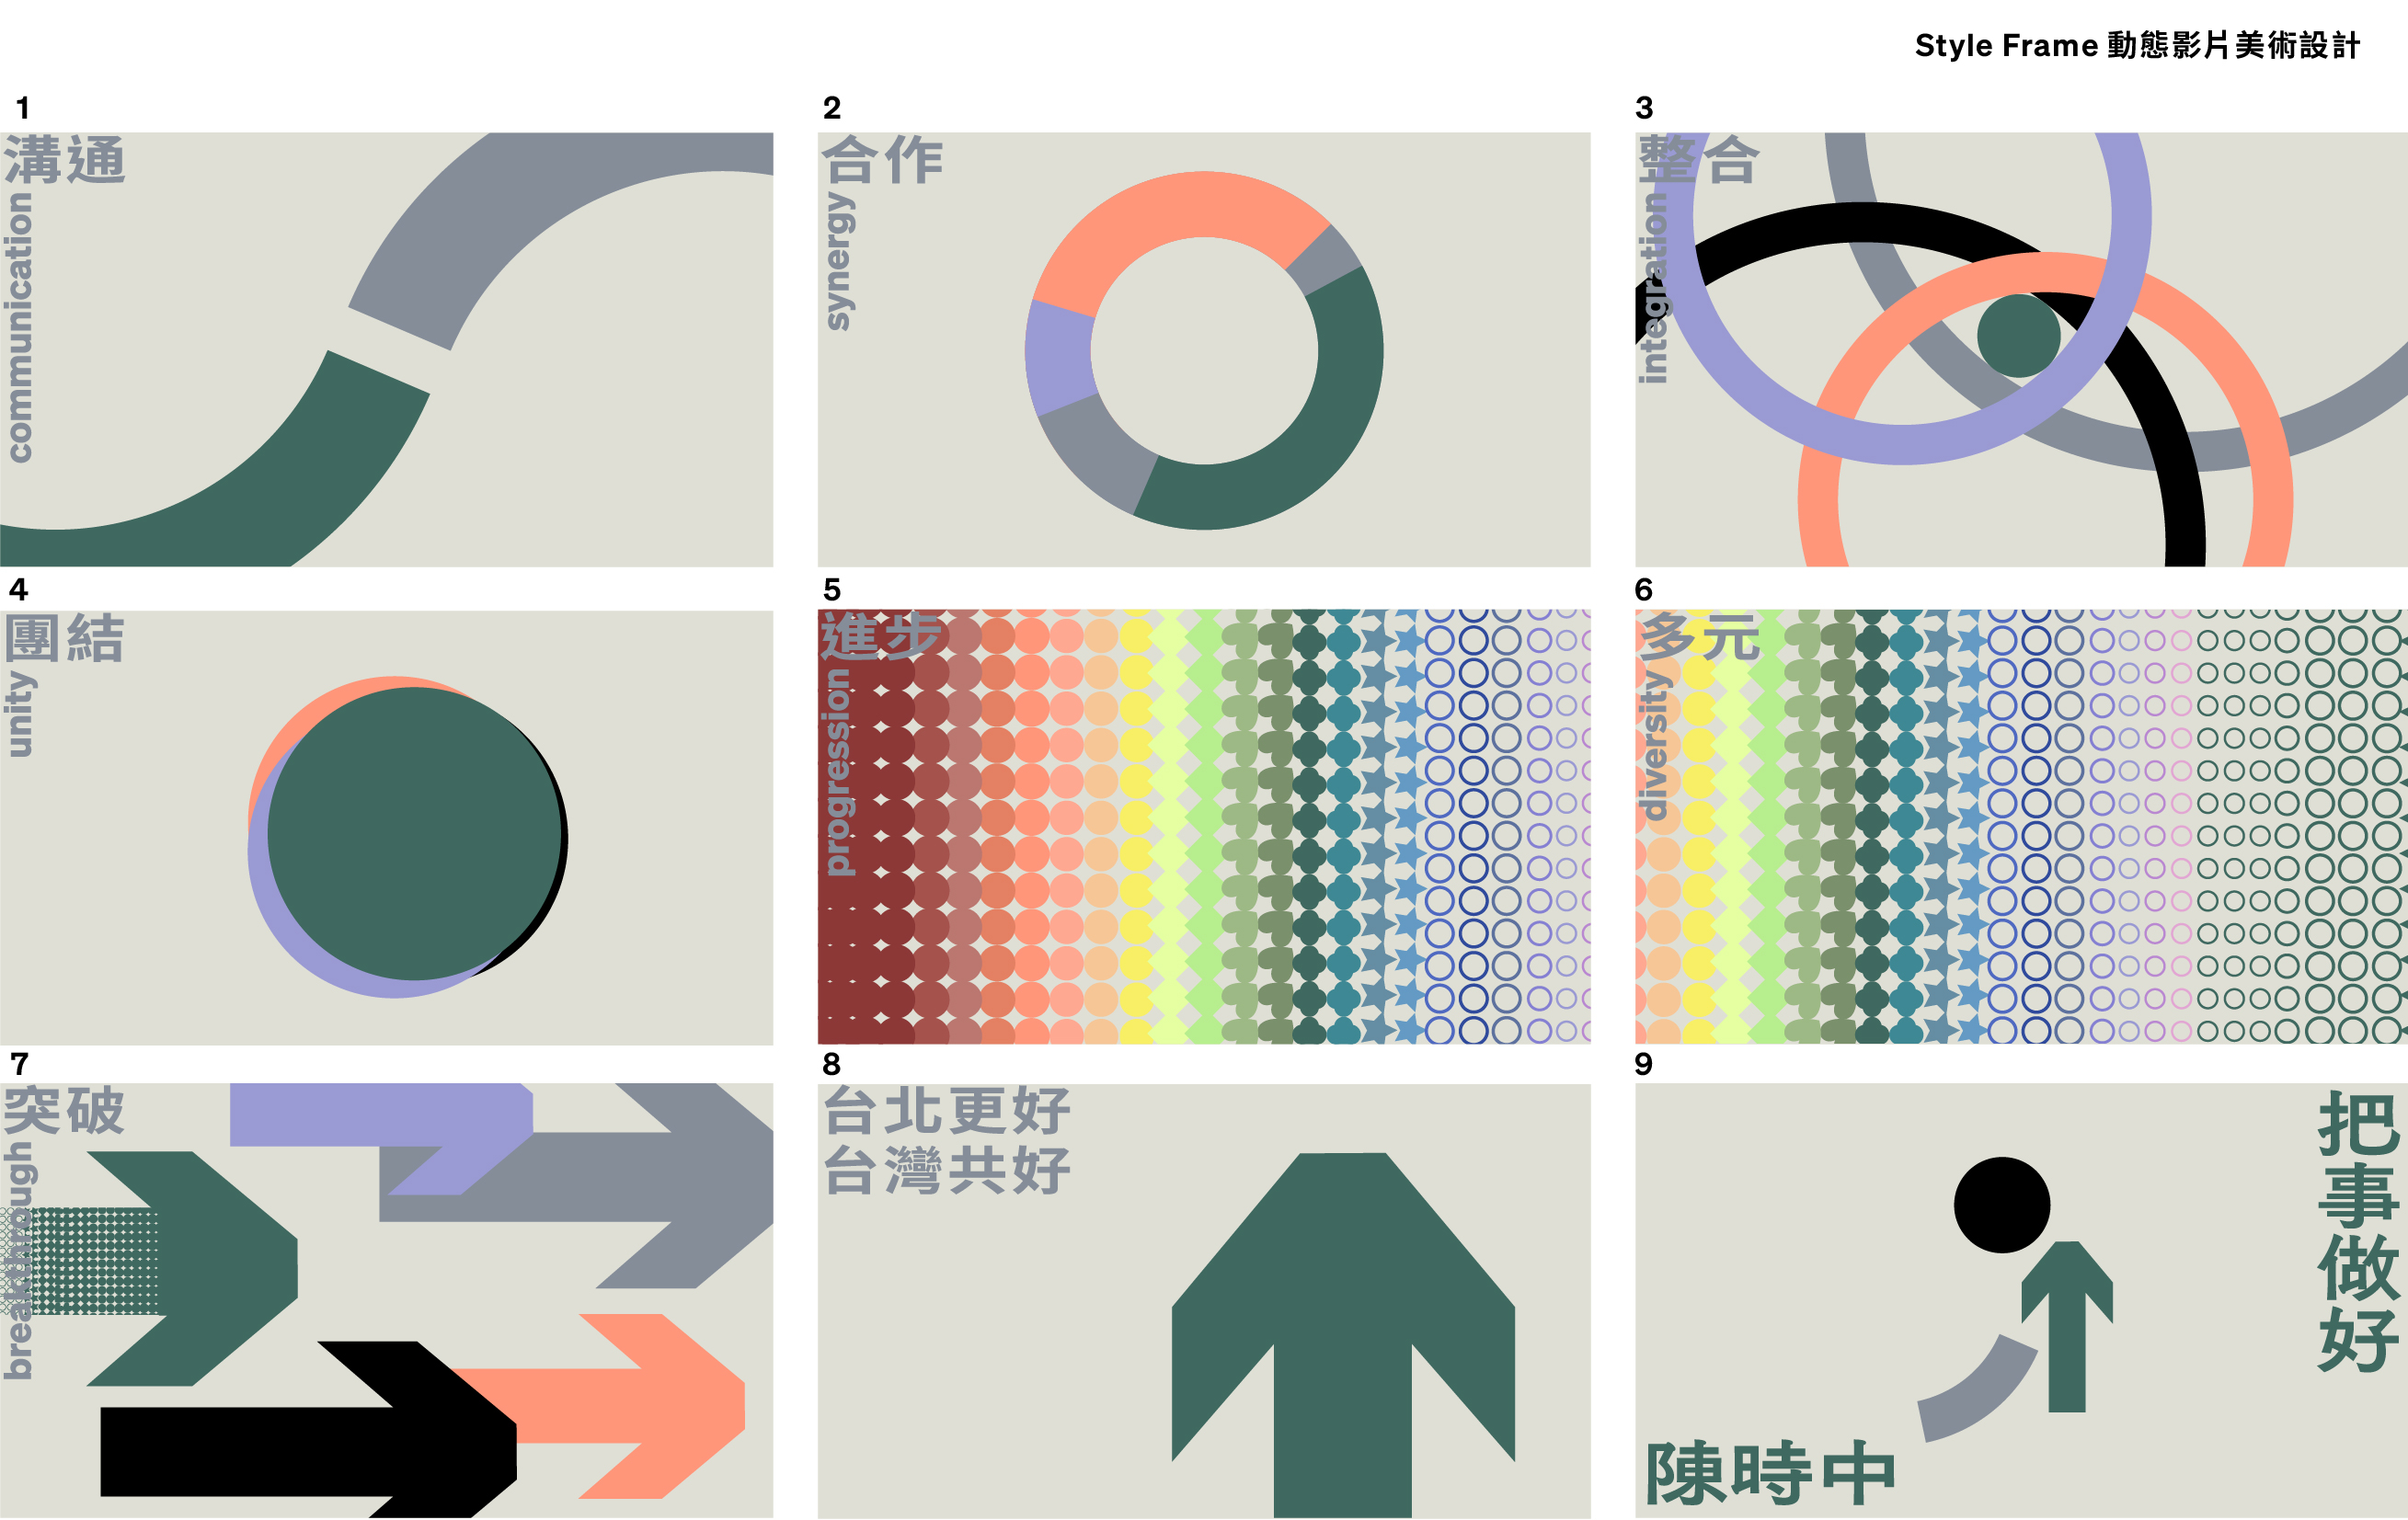 Style Frame 動態影片美術設計
1
溝通
communication
2
合作
synergy
3
整合
integration
4
團結
unity
5
進步
progression
6
多元
diversity
7
突破
breakthrough
8
台北更好
台灣共好
9
把事做好
陳時中